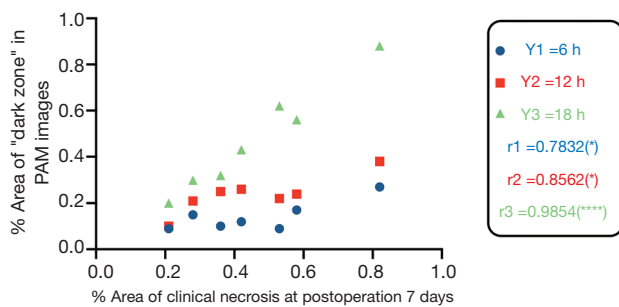 % Area of "dark zone" in
PAM images
1.0
0.8
0.6
0.4
0.2
0.0
0.0 0.2 0.4 0.6 0.8 1.0
% Area of clinical necrosis at postoperation 7 days
Y1 =6 h
Y2 =12 h
Y3 =18 h
r1 =0.7832(*)
r2 =0.8562(*)
r3 =0.9854(****)